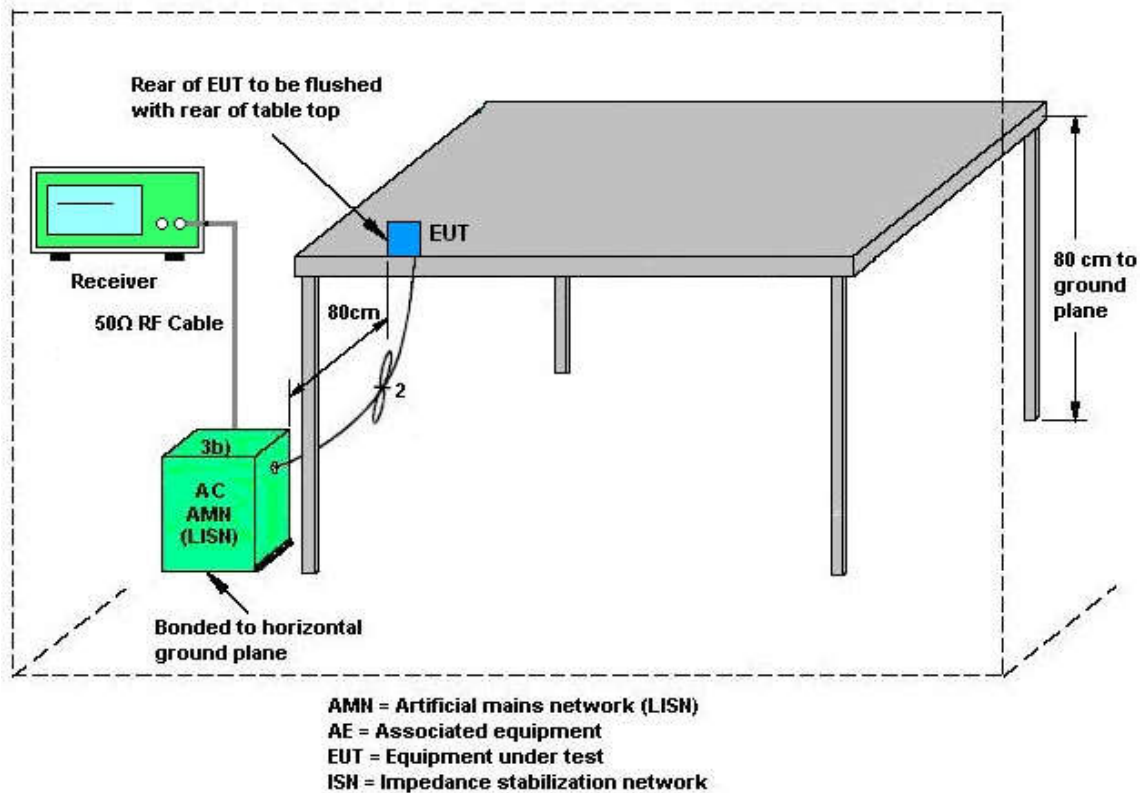 Rear of EUT to be flushed
with rear of table top
EUT
Receiver
80cm
80 cm to
ground
plane
50Ω RF Cable
2
3b)
AC
AMN
(LISN)
Bonded to horizontal
ground plane
AMN = Artificial mains network (LISN)
AE = Associated equipment
EUT = Equipment under test
ISN = Impedance stabilization network